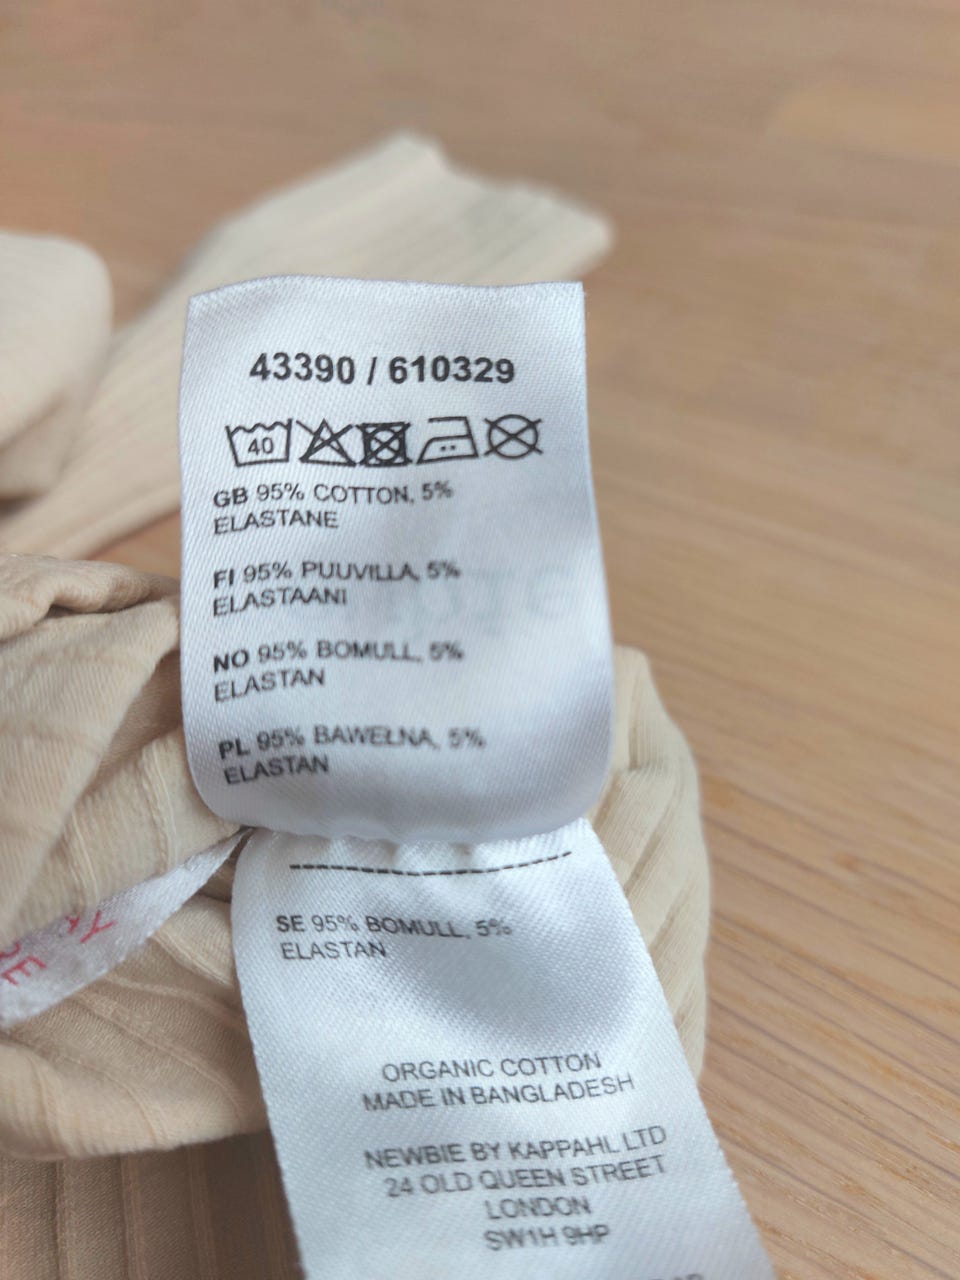 43390 / 610329
40
GB 95% COTTON, 5%
ELASTANE
FI 95% PUUVILLA, 5%
ELASTAANI
NO 95% BOMULL, 5%
ELASTAN
PL 95% BAWEŁNA, 5%
ELASTAN
SE 95% BOMULL, 5%
ELASTAN
ORGANIC COTTON
MADE IN BANGLADESH
NEWBIE BY KAPPAHL LTD
24 OLD QUEEN STREET
LONDON
SW1H 9HP